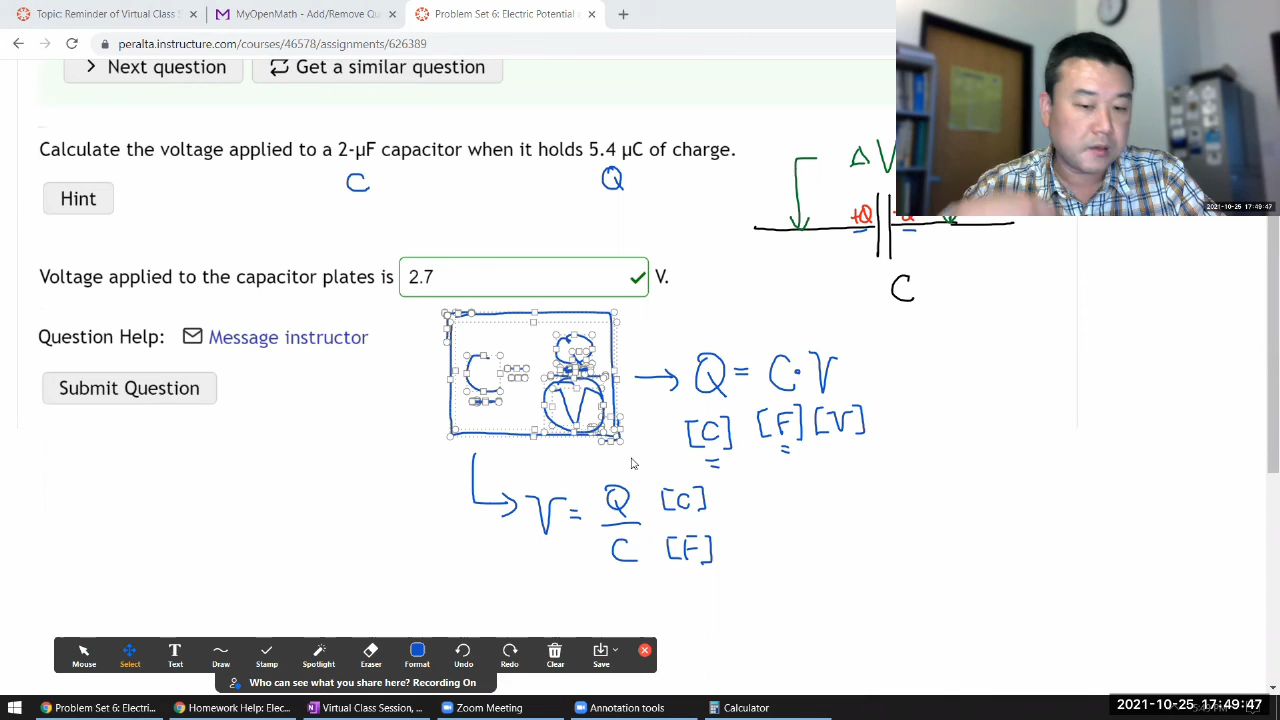 Topic: Reminder of Virtual Class S
MyOpenMath - Add/Remove Qu
Problem Set 6: Electric Potential a
peralta.instructure.com/courses/46578/assignments/626389
Next question
Get a similar question
Calculate the voltage applied to a 2-µF capacitor when it holds 5.4 µC of charge.
C
Q
ΔV
Hint
+Q
C
Voltage applied to the capacitor plates is 2.7 V.
Question Help: Message instructor
Submit Question
C = Q/V
Q = C · V
[C] [F] [V]
V = Q/C [C]/[F]
Mouse
Select
Text
Draw
Stamp
Spotlight
Eraser
Format
Undo
Redo
Clear
Save
Who can see what you share here? Recording On
Problem Set 6: Electri...
Homework Help: Elec...
Virtual Class Session, ...
Zoom Meeting
Annotation tools
Calculator
2021-10-25 17:49:47
2021-10-25 17:49:47